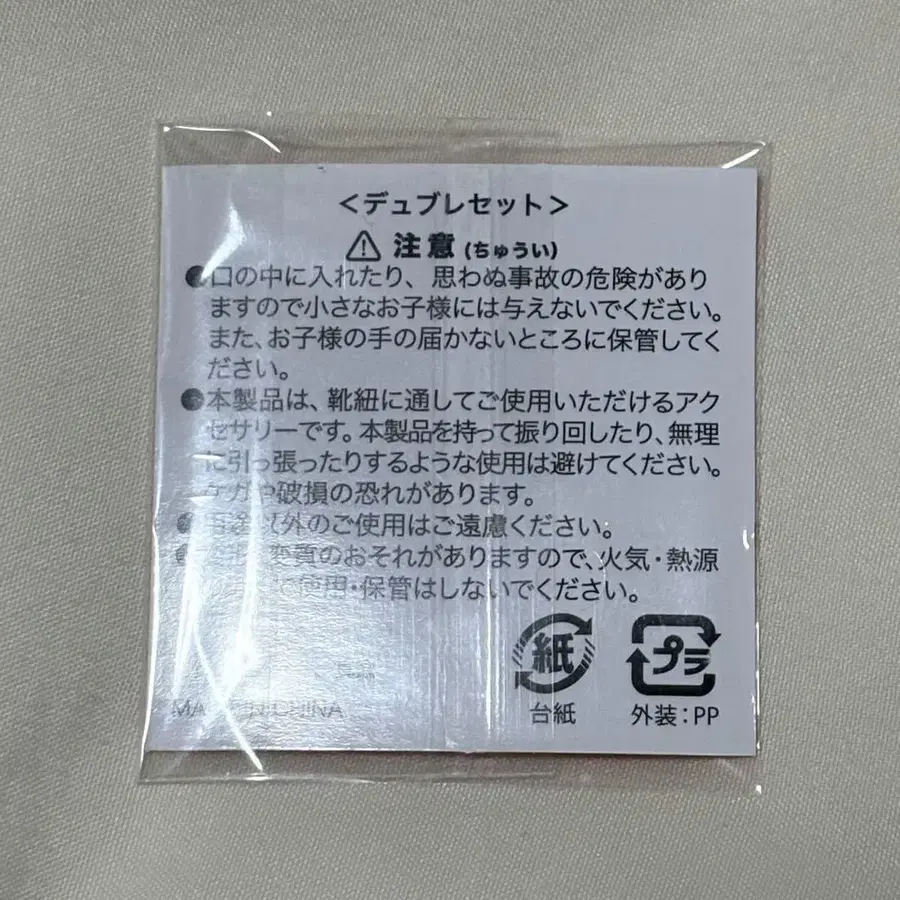 <デュブレセット>
⚠ 注意 (ちゅうい)
●口の中に入れたり、思わぬ事故の危険があり
ますので小さなお子様には与えないでください。
また、お子様の手の届かないところに保管してく
ださい。
●本製品は、靴紐に通してご使用いただけるアク
セサリーです。本製品を持って振り回したり、無理
に引っ張ったりするような使用は避けてください。
ケガや破損の恐れがあります。
●用途以外のご使用はご遠慮ください。
変質のおそれがありますので、火気・熱源
使用・保管はしないでください。
MADE IN CHINA
紙
台紙
プラ
外装:PP